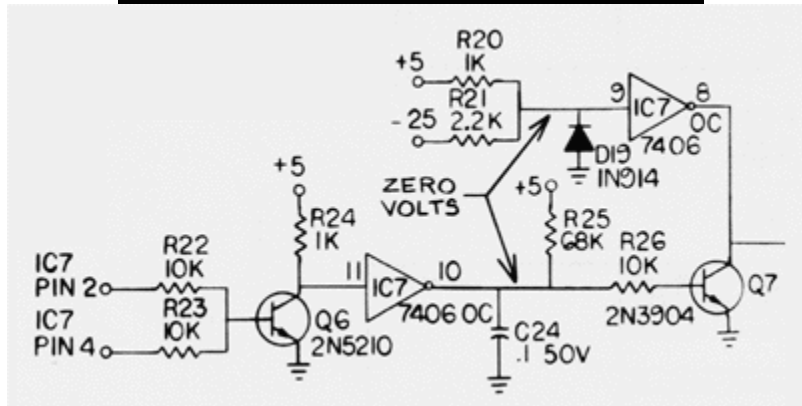 R20
1K
+5
R21
2.2K
-25
9
IC7
8
OC
7406
D19
1N914
ZERO
VOLTS
+5
R24
1K
+5
R25
68K
R26
10K
Q7
2N3904
R22
10K
IC7
PIN 2
R23
10K
IC7
PIN 4
11
IC7
10
7406 OC
Q6
2N5210
C24
.1 50V